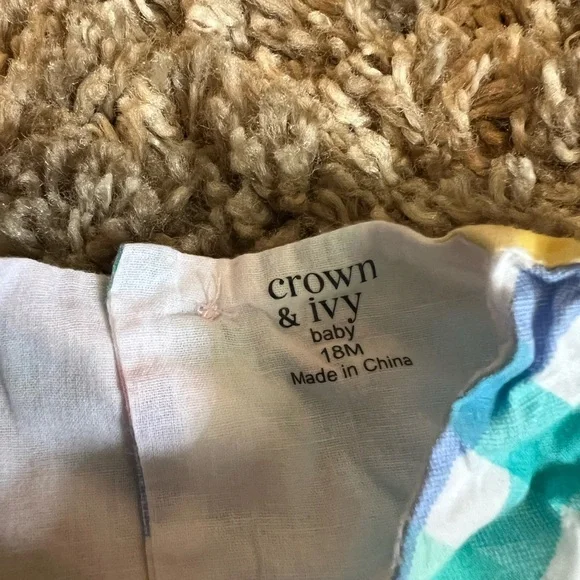 crown
& ivy
baby
18M
Made in China